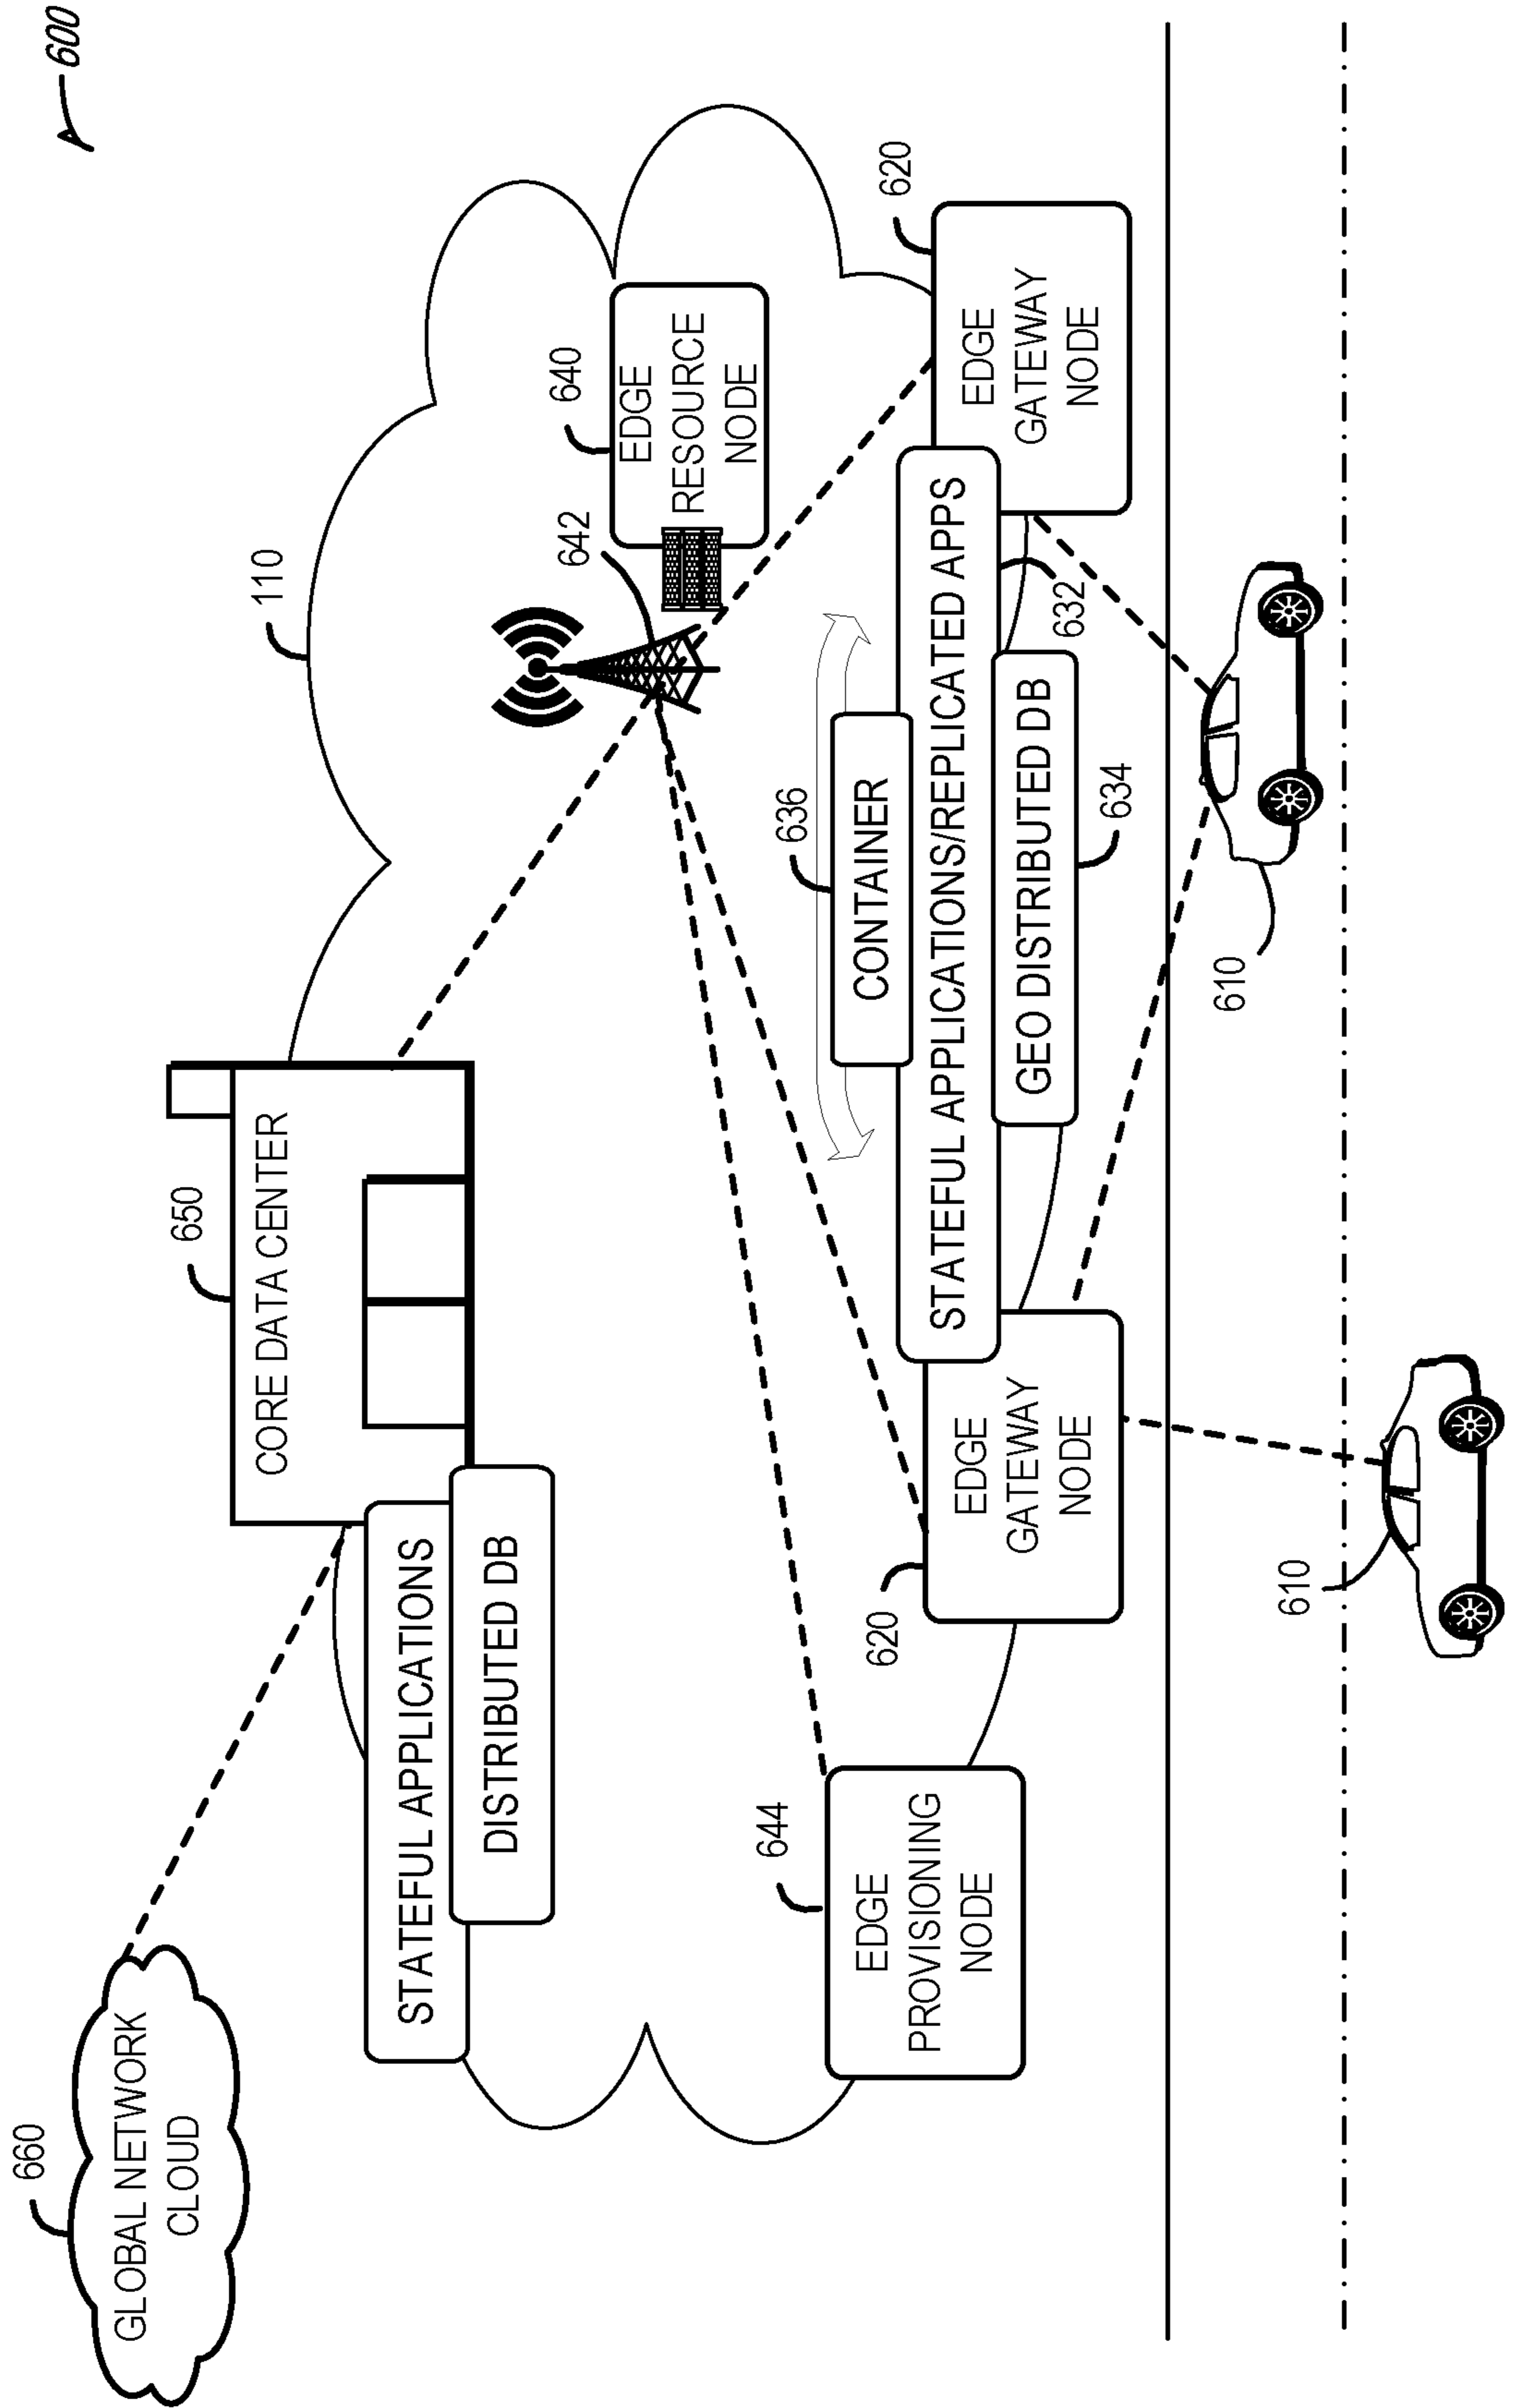 600
660
GLOBAL NETWORK
CLOUD
650
CORE DATA CENTER
STATEFUL APPLICATIONS
DISTRIBUTED DB
110
642
640
EDGE
RESOURCE
NODE
644
EDGE
PROVISIONING
NODE
636
CONTAINER
STATEFUL APPLICATIONS/REPLICATED APPS
632
GEO DISTRIBUTED DB
634
620
EDGE
GATEWAY
NODE
620
EDGE
GATEWAY
NODE
610
610